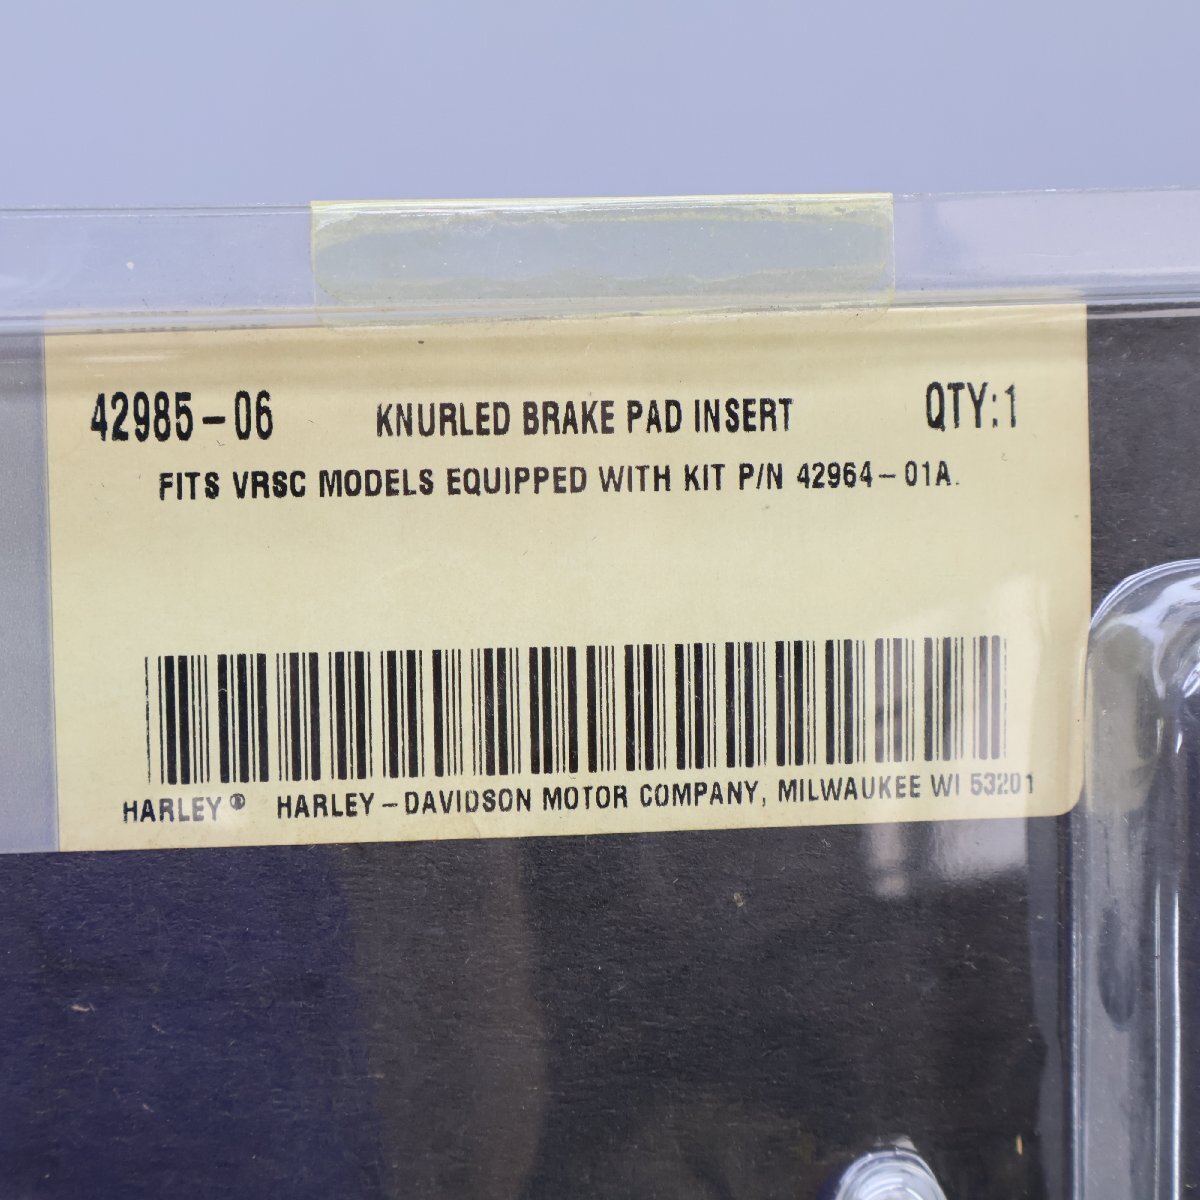 42985-06 KNURLED BRAKE PAD INSERT QTY:1
FITS VRSC MODELS EQUIPPED WITH KIT P/N 42964-01A.
HARLEY® HARLEY-DAVIDSON MOTOR COMPANY, MILWAUKEE WI 53201